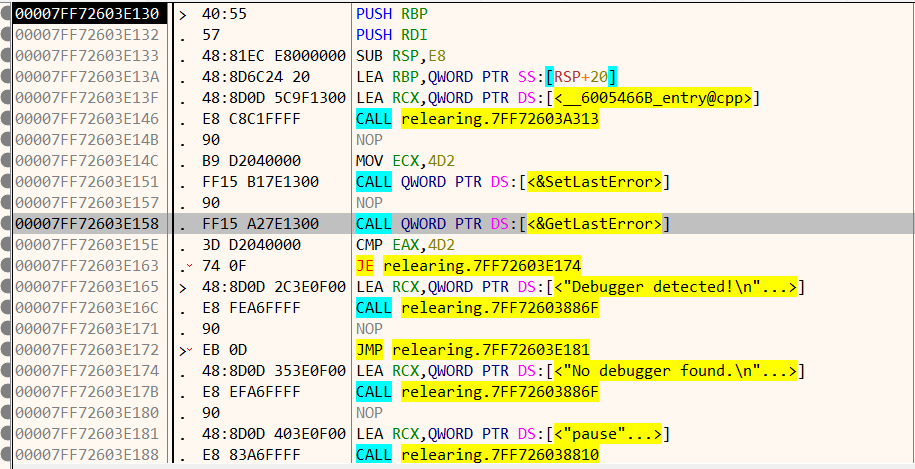 00007FF72603E130 > 40:55 PUSH RBP
00007FF72603E132 . 57 PUSH RDI
00007FF72603E133 . 48:81EC E8000000 SUB RSP,E8
00007FF72603E13A . 48:8D6C24 20 LEA RBP,QWORD PTR SS:[RSP+20]
00007FF72603E13F . 48:8D0D 5C9F1300 LEA RCX,QWORD PTR DS:[<__6005466B_entry@cpp>]
00007FF72603E146 . E8 C8C1FFFF CALL relearing.7FF72603A313
00007FF72603E14B . 90 NOP
00007FF72603E14C . B9 D2040000 MOV ECX,4D2
00007FF72603E151 . FF15 B17E1300 CALL QWORD PTR DS:[<&SetLastError>]
00007FF72603E157 . 90 NOP
00007FF72603E158 . FF15 A27E1300 CALL QWORD PTR DS:[<&GetLastError>]
00007FF72603E15E . 3D D2040000 CMP EAX,4D2
00007FF72603E163 . 74 0F JE relearing.7FF72603E174
00007FF72603E165 > 48:8D0D 2C3E0F00 LEA RCX,QWORD PTR DS:[<"Debugger detected!\n"...>]
00007FF72603E16C . E8 FEA6FFFF CALL relearing.7FF72603886F
00007FF72603E171 . 90 NOP
00007FF72603E172 > EB 0D JMP relearing.7FF72603E181
00007FF72603E174 . 48:8D0D 353E0F00 LEA RCX,QWORD PTR DS:[<"No debugger found.\n"...>]
00007FF72603E17B . E8 EFA6FFFF CALL relearing.7FF72603886F
00007FF72603E180 . 90 NOP
00007FF72603E181 . 48:8D0D 403E0F00 LEA RCX,QWORD PTR DS:[<"pause"...>]
00007FF72603E188 . E8 83A6FFFF CALL relearing.7FF726038810